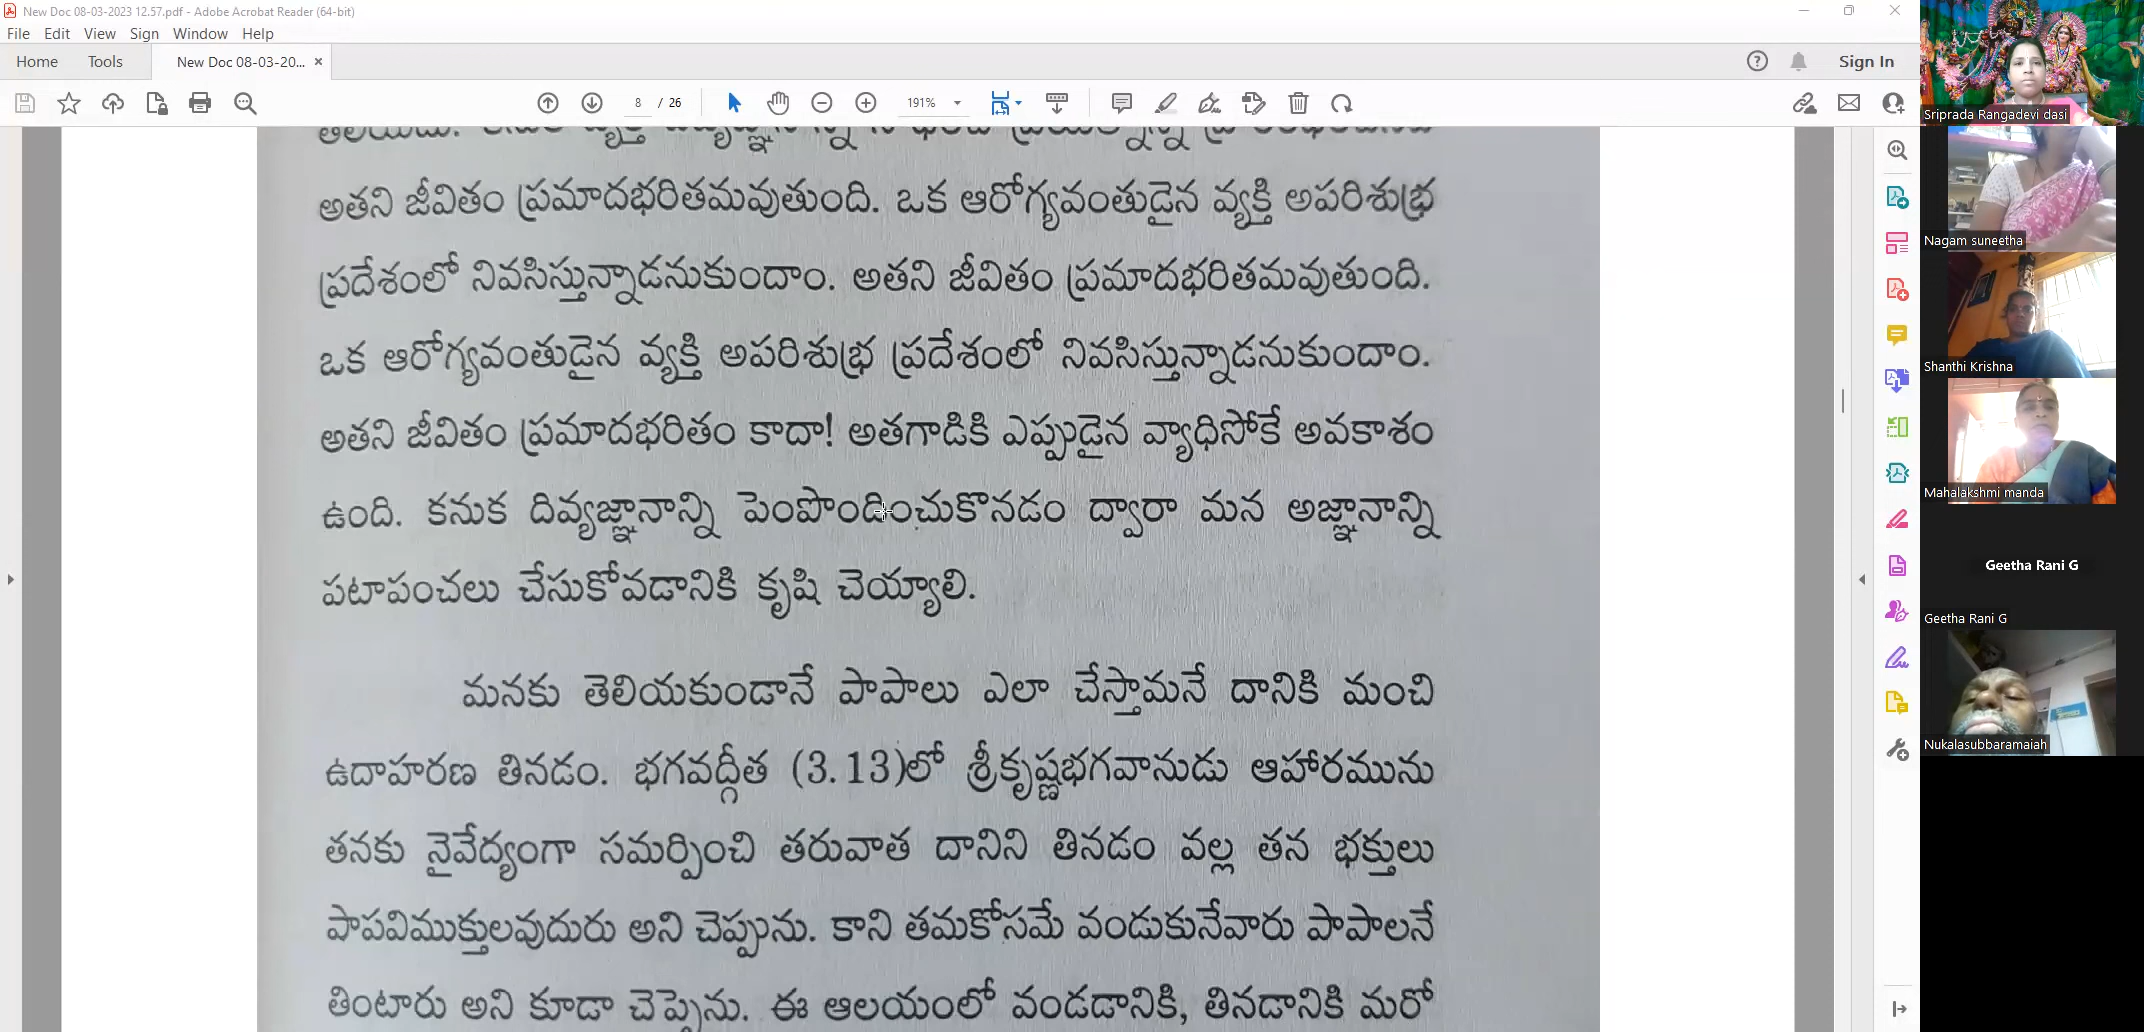 New Doc 08-03-2023 12.57.pdf - Adobe Acrobat Reader (64-bit)
File Edit View Sign Window Help
Home Tools New Doc 08-03-20... × Sign In
8 / 26 191%
అతని జీవితం ప్రమాదభరితమవుతుంది. ఒక ఆరోగ్యవంతుడైన వ్యక్తి అపరిశుభ్ర
ప్రదేశంలో నివసిస్తున్నాడనుకుందాం. అతని జీవితం ప్రమాదభరితమవుతుంది.
ఒక ఆరోగ్యవంతుడైన వ్యక్తి అపరిశుభ్ర ప్రదేశంలో నివసిస్తున్నాడనుకుందాం.
అతని జీవితం ప్రమాదభరితం కాదా! అతగాడికి ఎప్పుడైన వ్యాధిసోకే అవకాశం
ఉంది. కనుక దివ్యజ్ఞానాన్ని పెంపొందించుకొనడం ద్వారా మన అజ్ఞానాన్ని
పటాపంచలు చేసుకోవడానికి కృషి చెయ్యాలి.
మనకు తెలియకుండానే పాపాలు ఎలా చేస్తామనే దానికి మంచి
ఉదాహరణ తినడం. భగవద్గీత (3.13)లో శ్రీకృష్ణభగవానుడు ఆహారమును
తనకు నైవేద్యంగా సమర్పించి తరువాత దానిని తినడం వల్ల తన భక్తులు
పాపవిముక్తులవుదురు అని చెప్పును. కాని తమకోసమే వండుకునేవారు పాపాలనే
తింటారు అని కూడా చెప్పెను. ఈ ఆలయంలో వండడానికి, తినడానికి మరో
Sriprada Rangadevi dasi
Nagam suneetha
Shanthi Krishna
Mahalakshmi manda
Geetha Rani G
Geetha Rani G
Nukalasubbaramaiah